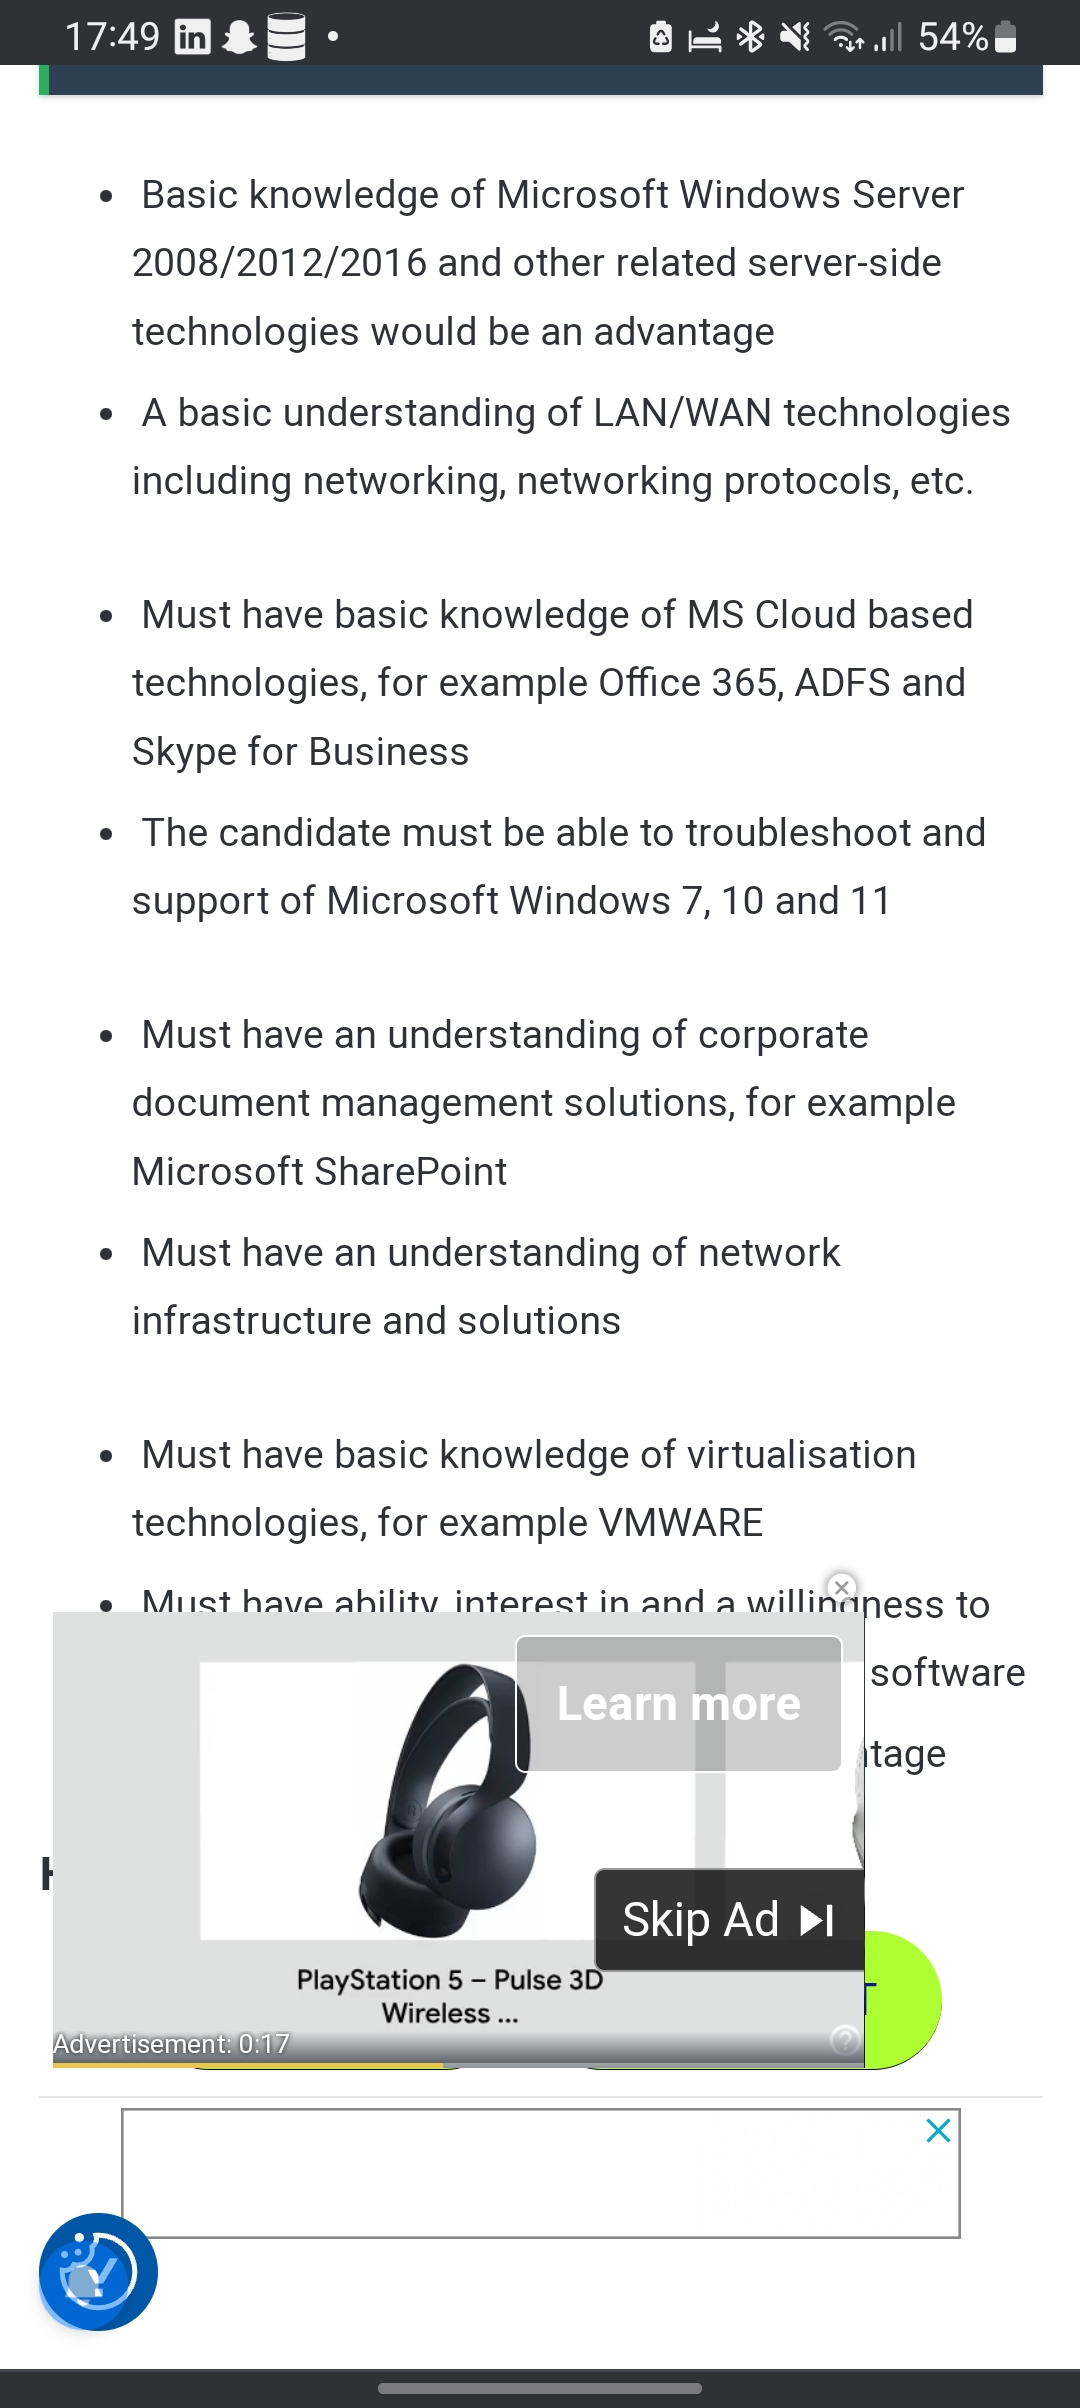 17:49 in 54%
• Basic knowledge of Microsoft Windows Server
2008/2012/2016 and other related server-side
technologies would be an advantage
• A basic understanding of LAN/WAN technologies
including networking, networking protocols, etc.
• Must have basic knowledge of MS Cloud based
technologies, for example Office 365, ADFS and
Skype for Business
• The candidate must be able to troubleshoot and
support of Microsoft Windows 7, 10 and 11
• Must have an understanding of corporate
document management solutions, for example
Microsoft SharePoint
• Must have an understanding of network
infrastructure and solutions
• Must have basic knowledge of virtualisation
technologies, for example VMWARE
• Must have ability, interest in and a willingness to
software
Learn more
Skip Ad
PlayStation 5 – Pulse 3D
Wireless ...
Advertisement: 0:17